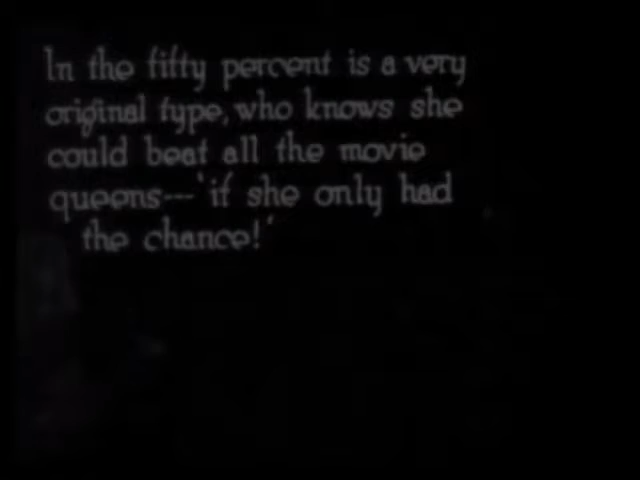 In the fifty percent is a very
original type, who knows she
could beat all the movie
queens---'if she only had
the chance!'